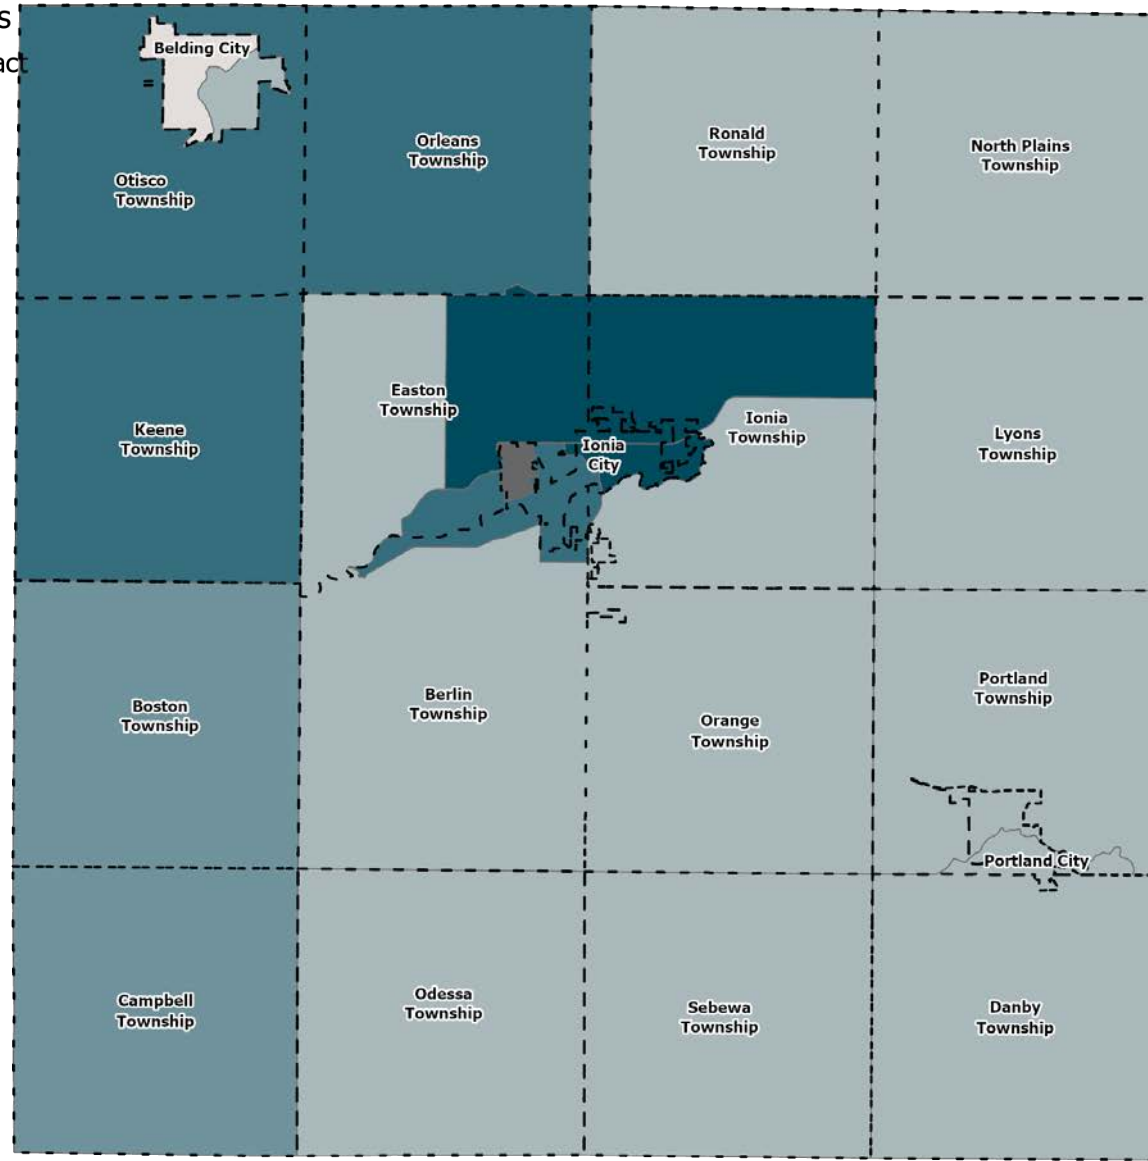 s
act
Belding City
Orleans
Township
Ronald
Township
North Plains
Township
Otisco
Township
Easton
Township
Keene
Township
Ionia
City
Ionia
Township
Lyons
Township
Boston
Township
Berlin
Township
Orange
Township
Portland
Township
Portland City
Campbell
Township
Odessa
Township
Sebewa
Township
Danby
Township